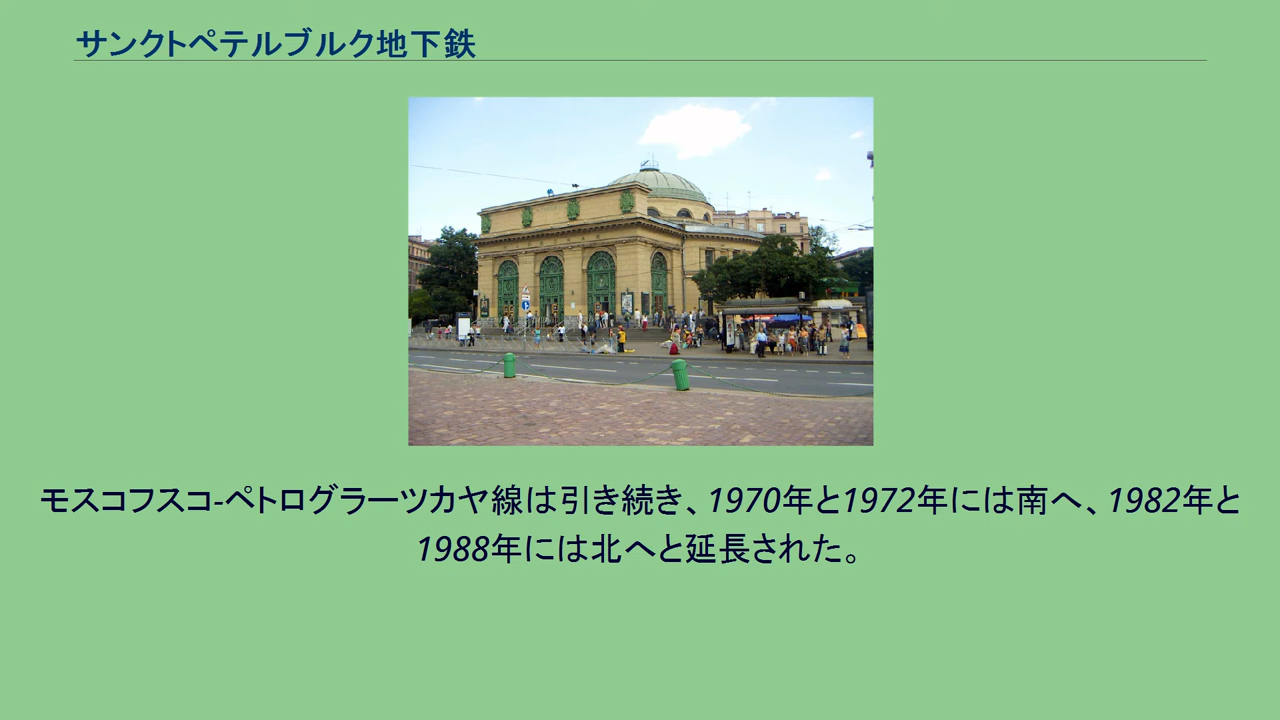 サンクトペテルブルク地下鉄
モスコフスコ-ペトログラーツカヤ線は引き続き、1970年と1972年には南へ、1982年と
1988年には北へと延長された。